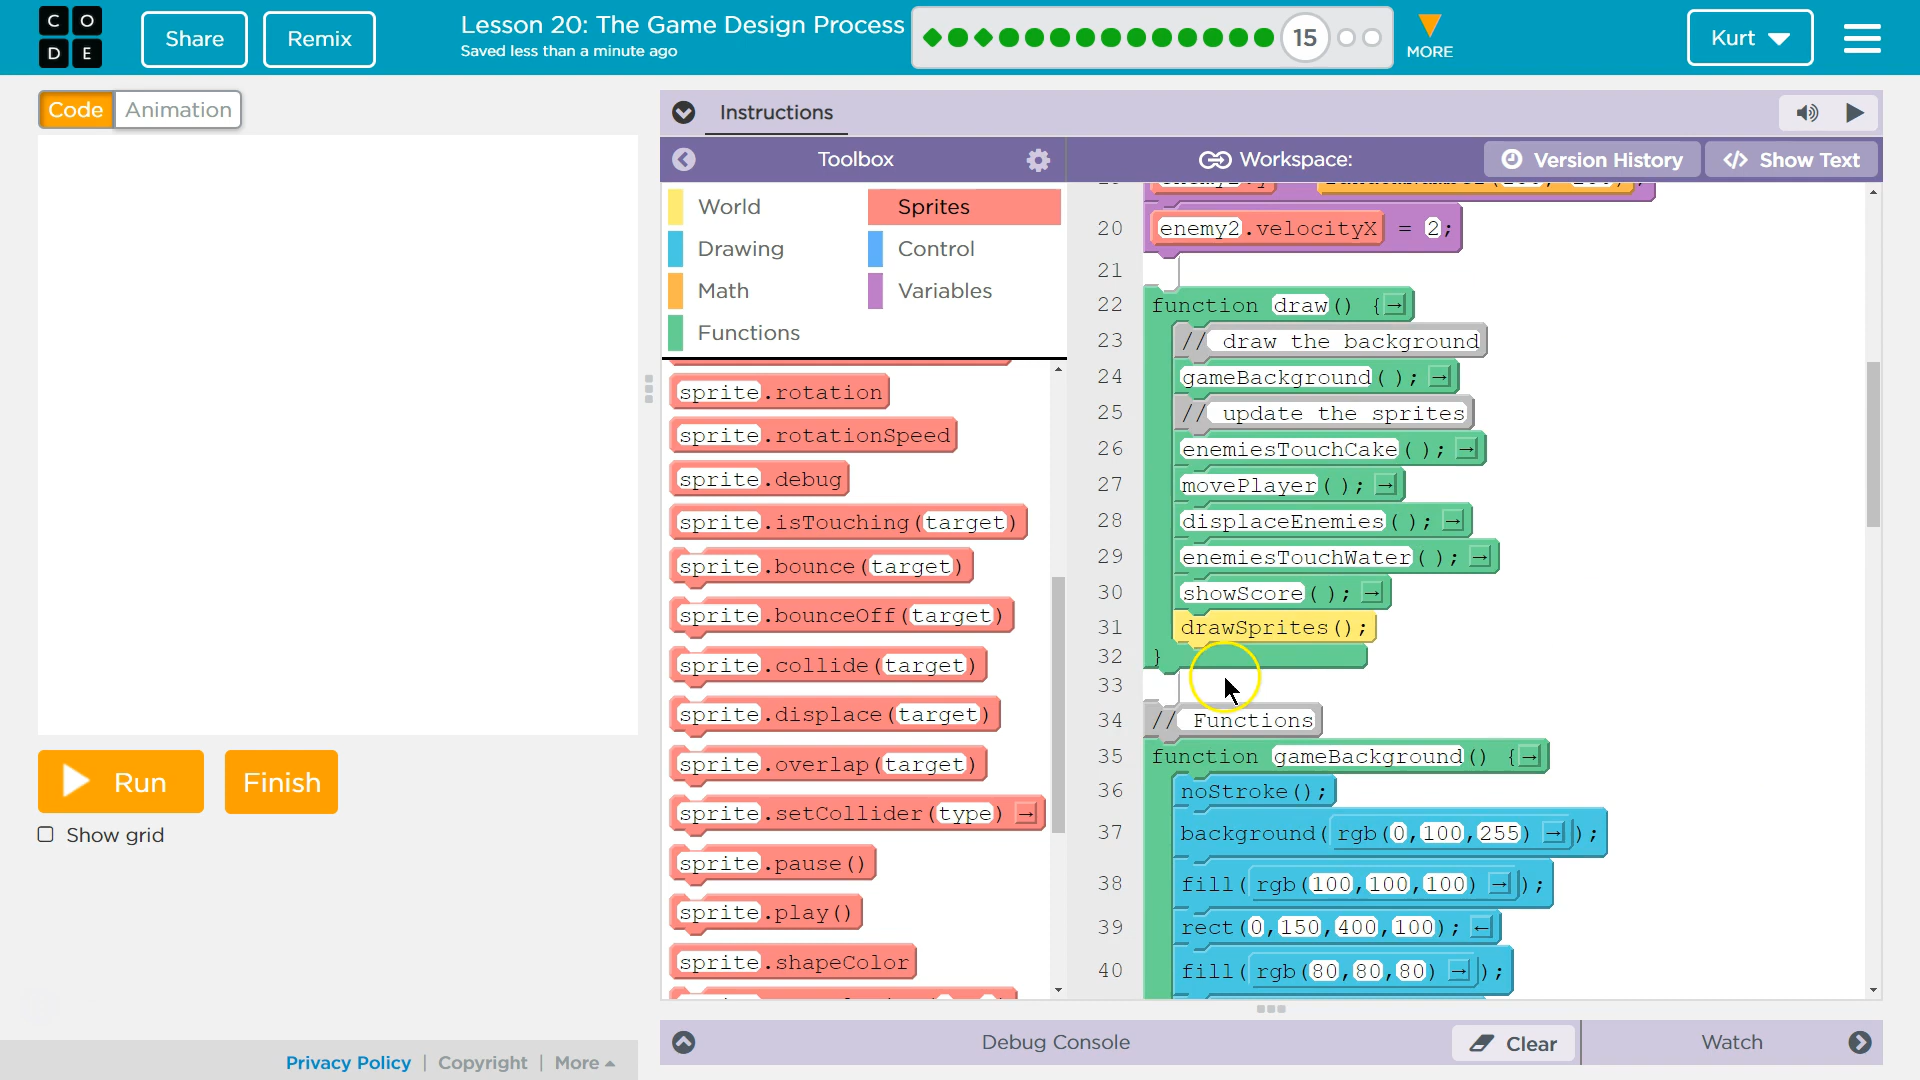 CODE
Share
Remix
Lesson 20: The Game Design Process
Saved less than a minute ago
15
MORE
Kurt
Code
Animation
Instructions
Toolbox
Workspace:
Version History
</> Show Text
World
Sprites
Drawing
Control
Math
Variables
Functions
sprite.rotation
sprite.rotationSpeed
sprite.debug
sprite.isTouching(target)
sprite.bounce(target)
sprite.bounceOff(target)
sprite.collide(target)
sprite.displace(target)
sprite.overlap(target)
sprite.setCollider(type) →
sprite.pause()
sprite.play()
sprite.shapeColor
20 enemy2.velocityX = 2;
21
22 function draw() {→
23 // draw the background
24 gameBackground(); →
25 // update the sprites
26 enemiesTouchCake(); →
27 movePlayer(); →
28 displaceEnemies(); →
29 enemiesTouchWater(); →
30 showScore(); →
31 drawSprites();
32 }
33
34 // Functions
35 function gameBackground() {→
36 noStroke();
37 background(rgb(0,100,255) →);
38 fill(rgb(100,100,100) →);
39 rect(0,150,400,100); ←
40 fill(rgb(80,80,80) →);
Run
Finish
Show grid
Debug Console
Clear
Watch
Privacy Policy | Copyright | More